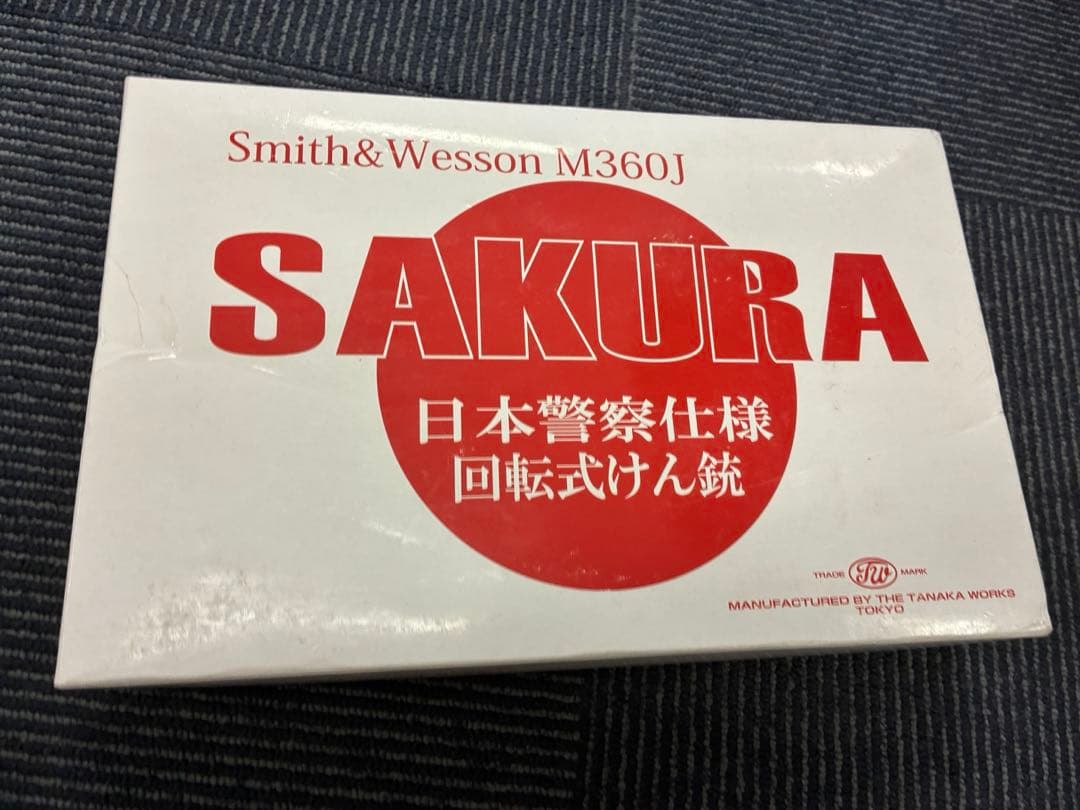 Smith&Wesson M360J
SAKURA
日本警察仕様
回転式けん銃
TRADE TW MARK
MANUFACTURED BY THE TANAKA WORKS
TOKYO